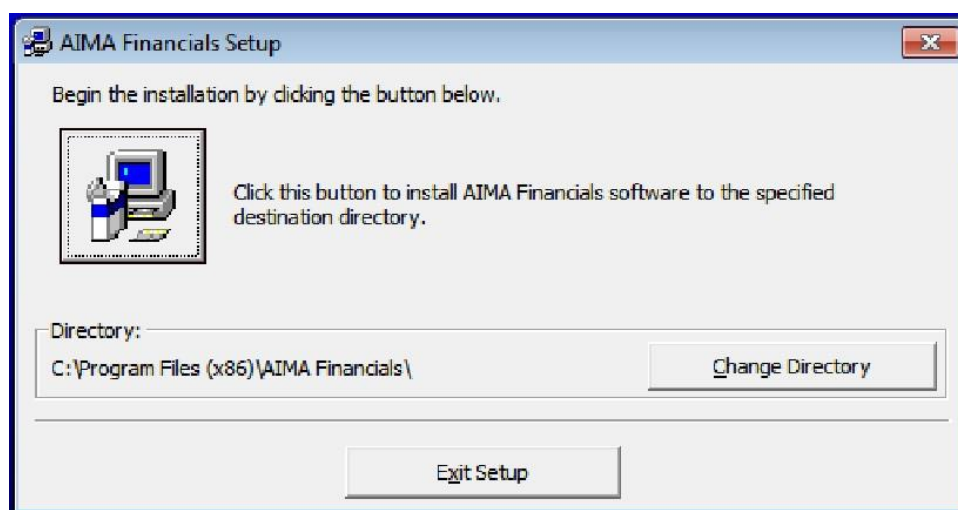 AIMA Financials Setup
Begin the installation by clicking the button below.
Click this button to install AIMA Financials software to the specified
destination directory.
Directory:
C:\Program Files (x86)\AIMA Financials\
Change Directory
Exit Setup